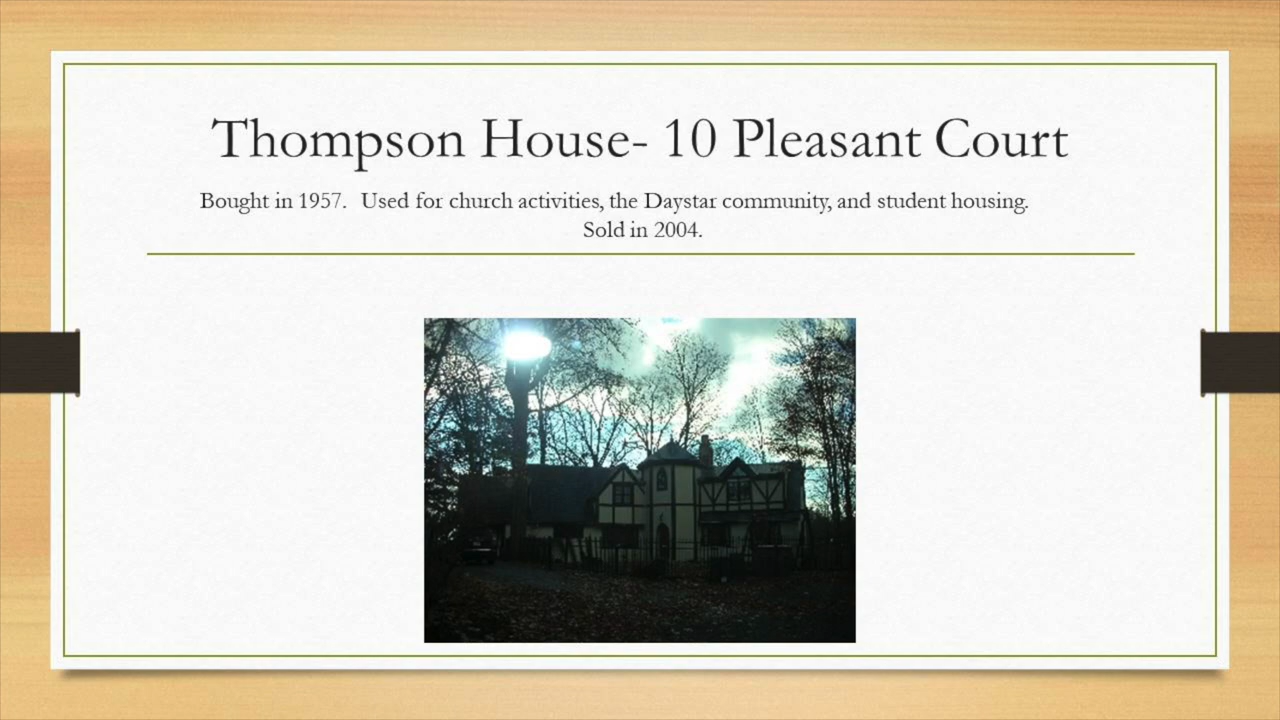 Thompson House- 10 Pleasant Court
Bought in 1957.  Used for church activities, the Daystar community, and student housing.
Sold in 2004.